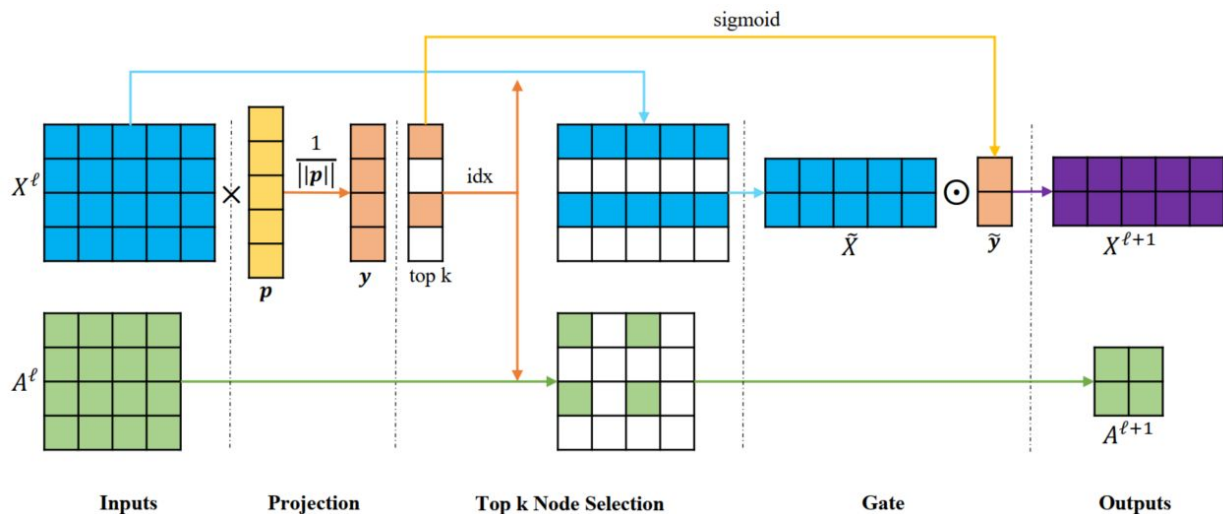 sigmoid
X^ℓ
×
1
||p||
idx
⊙
p
y
top k
X̃
ỹ
X^{ℓ+1}
A^ℓ
A^{ℓ+1}
Inputs
Projection
Top k Node Selection
Gate
Outputs